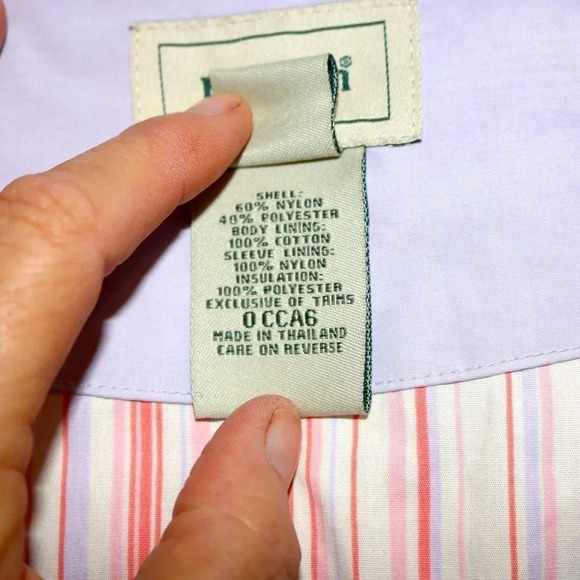 SHELL:
60% NYLON
40% POLYESTER
BODY LINING:
100% COTTON
SLEEVE LINING:
100% NYLON
INSULATION:
100% POLYESTER
EXCLUSIVE OF TRIMS
0 CCA6
MADE IN THAILAND
CARE ON REVERSE